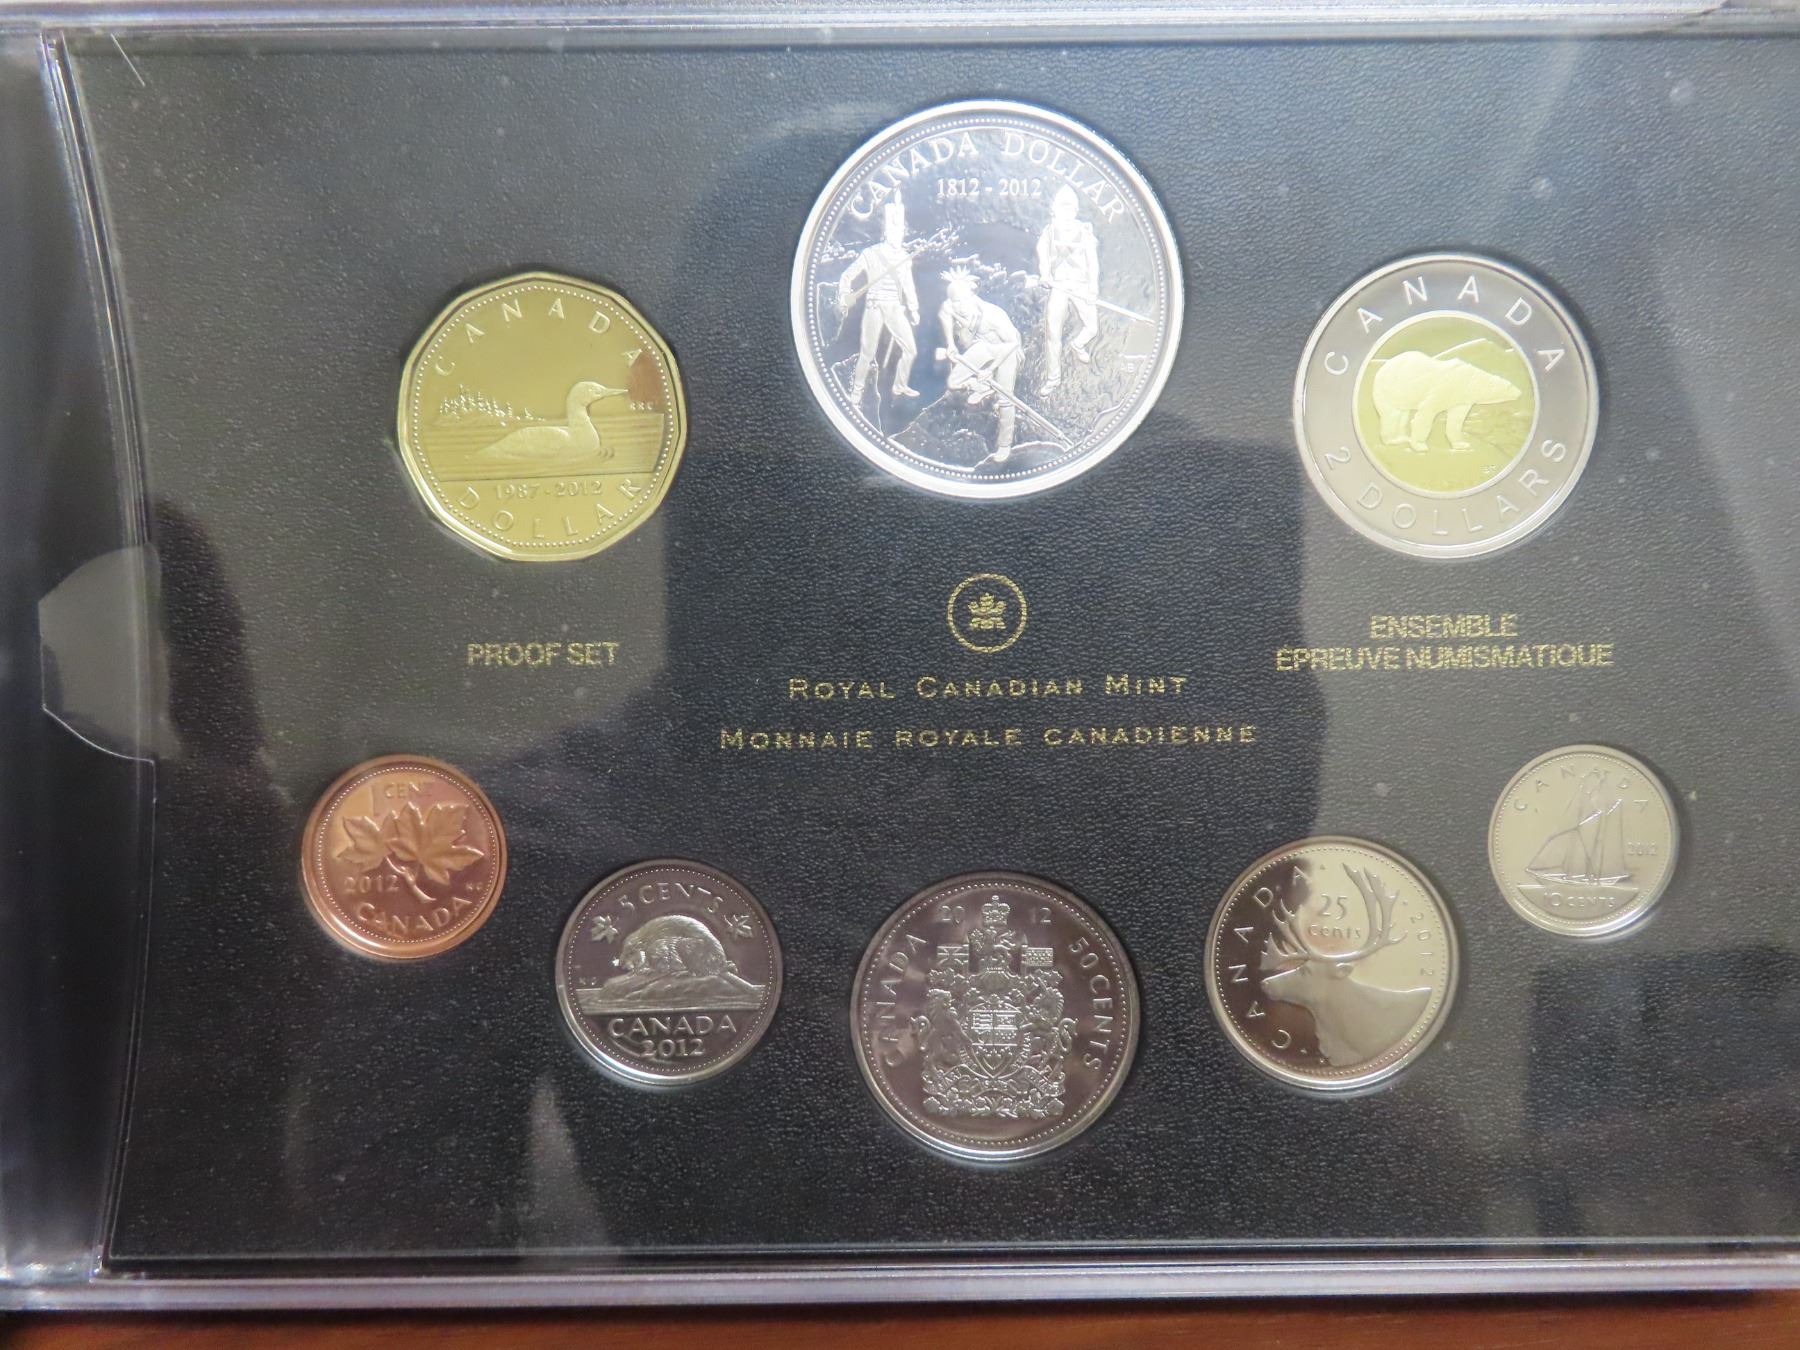 CANADA DOLLAR
1812 - 2012
CANADA
1987 - 2012
DOLLAR
CANADA
2 DOLLARS
PROOF SET
ENSEMBLE
ÉPREUVE NUMISMATIQUE
ROYAL CANADIAN MINT
MONNAIE ROYALE CANADIENNE
1 CENT
2012
CANADA
5 CENTS
CANADA
2012
2012
CANADA
50 CENTS
CANADA
25
cents
2012
CANADA
2012
10 CENTS